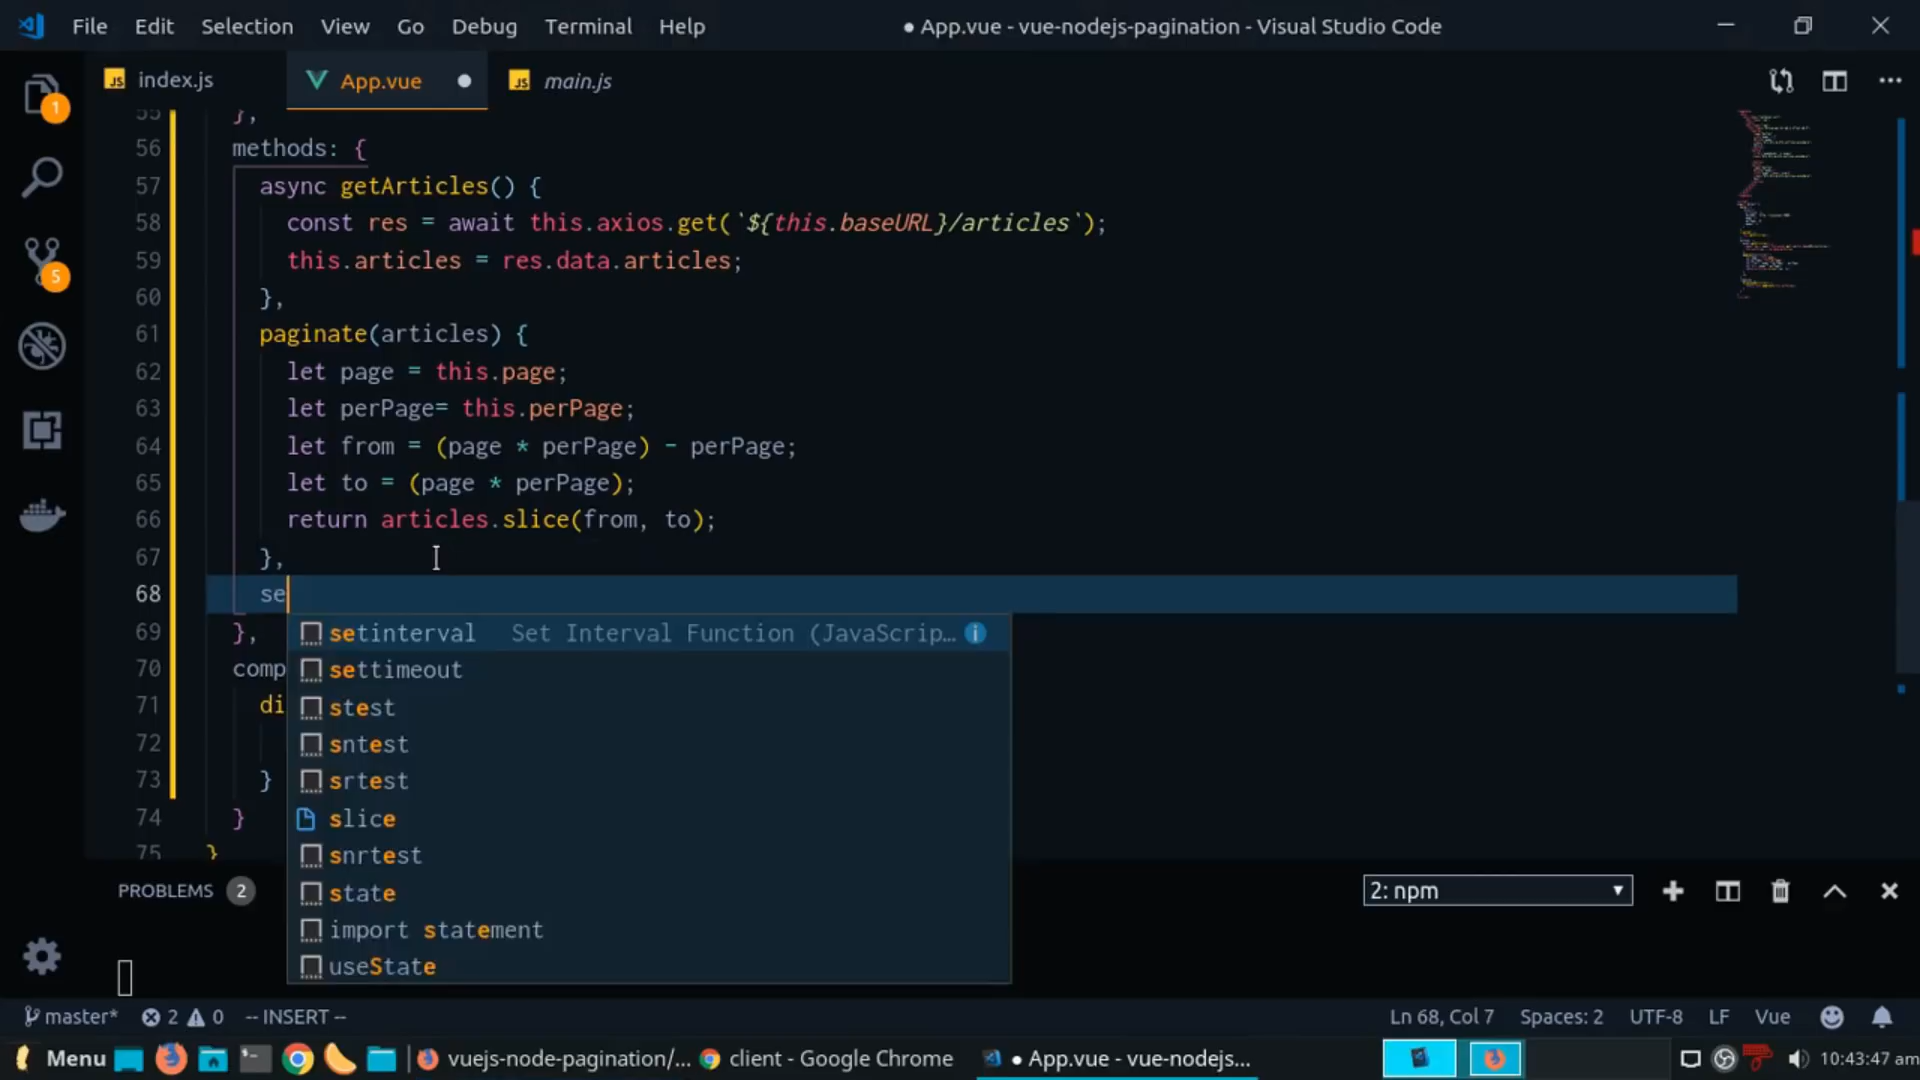 File Edit Selection View Go Debug Terminal Help ● App.vue - vue-nodejs-pagination - Visual Studio Code
JS index.js App.vue ● JS main.js
1
5
55 },
56 methods: {
57 async getArticles() {
58 const res = await this.axios.get(`${this.baseURL}/articles`);
59 this.articles = res.data.articles;
60 },
61 paginate(articles) {
62 let page = this.page;
63 let perPage= this.perPage;
64 let from = (page * perPage) - perPage;
65 let to = (page * perPage);
66 return articles.slice(from, to);
67 },
68 se
69 }, setinterval Set Interval Function (JavaScrip…
70 comp settimeout
71 di stest
72 sntest
73 } srtest
74 } slice
75 } snrtest
PROBLEMS 2 2: npm
state
import statement
useState
master* 2 0 -- INSERT -- Ln 68, Col 7 Spaces: 2 UTF-8 LF Vue
Menu vuejs-node-pagination/... client - Google Chrome ● App.vue - vue-nodejs... 10:43:47 am